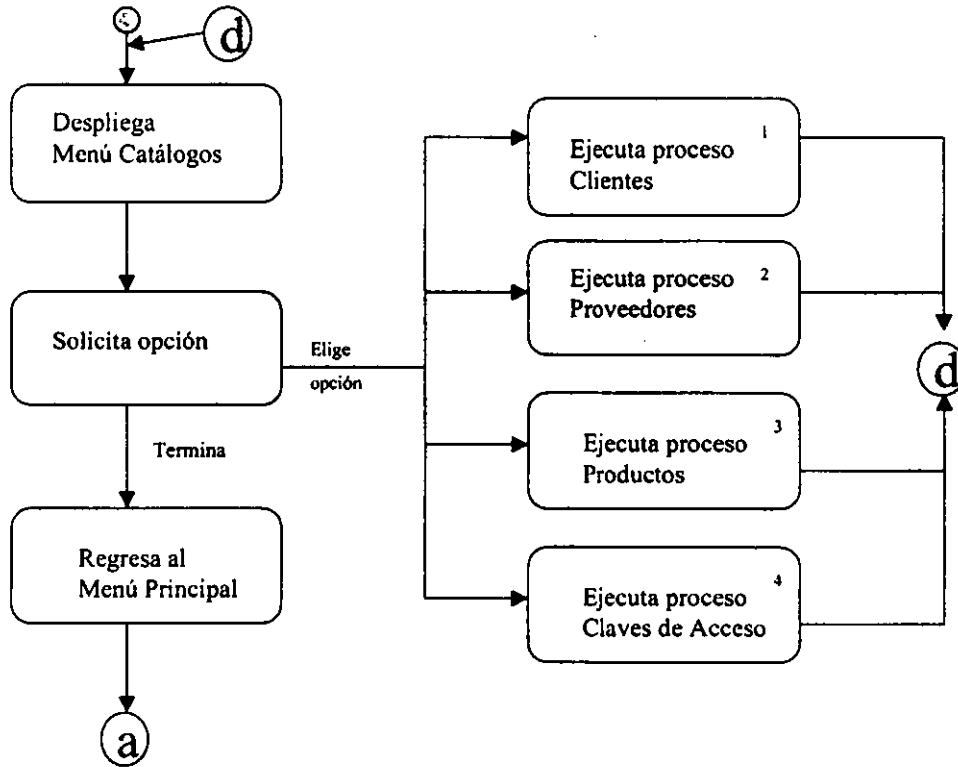 d
Despliega
Menú Catálogos
Solicita opción
Elige
opción
Termina
Regresa al
Menú Principal
a
1
Ejecuta proceso
Clientes
2
Ejecuta proceso
Proveedores
d
3
Ejecuta proceso
Productos
4
Ejecuta proceso
Claves de Acceso